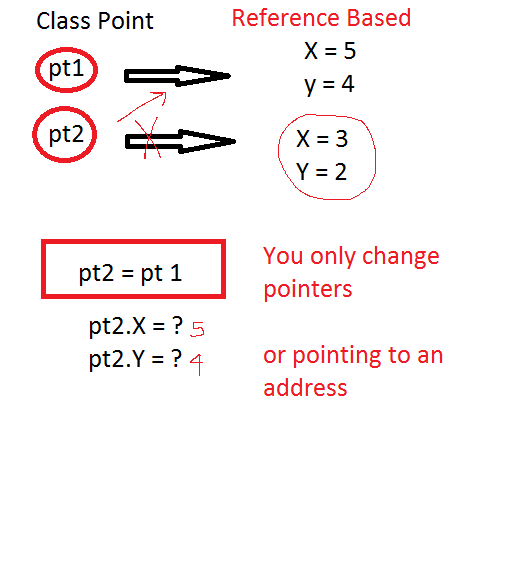 Class Point
Reference Based
pt1
X = 5
y = 4
pt2
X = 3
Y = 2
pt2 = pt 1
You only change
pointers
pt2.X = ? 5
pt2.Y = ? 4
or pointing to an
address